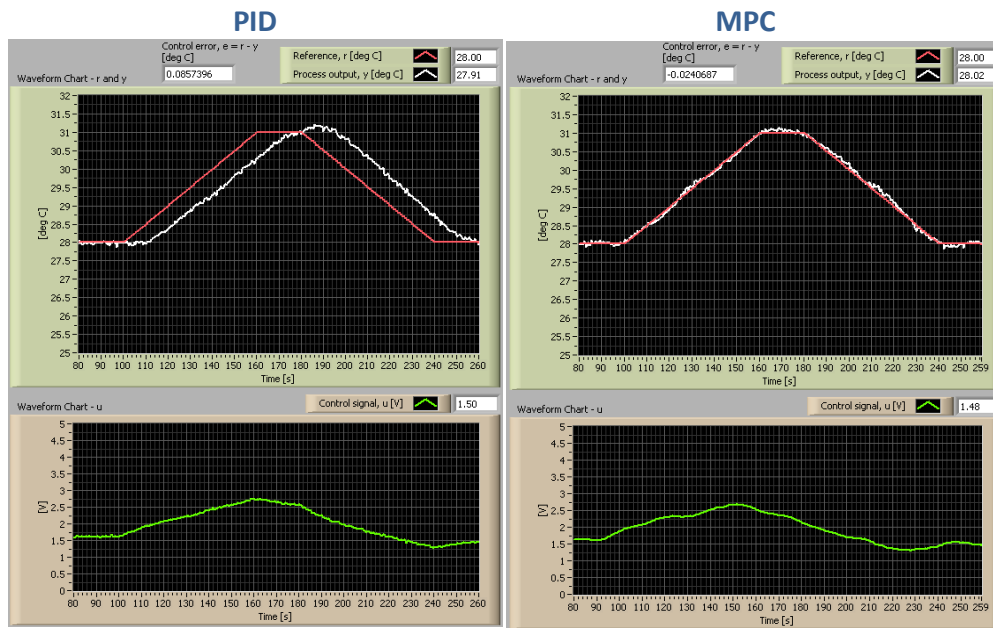 PID
Control error, e = r - y
[deg C]
0.0857396
Reference, r [deg C]
28.00
Process output, y [deg C]
27.91
Waveform Chart - r and y
32
31.5
31
30.5
30
29.5
29
28.5
28
27.5
27
26.5
26
25.5
25
[deg C]
80 90 100 110 120 130 140 150 160 170 180 190 200 210 220 230 240 250 260
Time [s]
Waveform Chart - u
Control signal, u [V]
1.50
5
4.5
4
3.5
3
2.5
2
1.5
1
0.5
0
[V]
80 90 100 110 120 130 140 150 160 170 180 190 200 210 220 230 240 250 260
Time [s]
MPC
Control error, e = r - y
[deg C]
-0.0240687
Reference, r [deg C]
28.00
Process output, y [deg C]
28.02
Waveform Chart - r and y
32
31.5
31
30.5
30
29.5
29
28.5
28
27.5
27
26.5
26
25.5
25
[deg C]
80 90 100 110 120 130 140 150 160 170 180 190 200 210 220 230 240 250 259
Time [s]
Waveform Chart - u
Control signal, u [V]
1.48
5
4.5
4
3.5
3
2.5
2
1.5
1
0.5
0
[V]
80 90 100 110 120 130 140 150 160 170 180 190 200 210 220 230 240 250 259
Time [s]